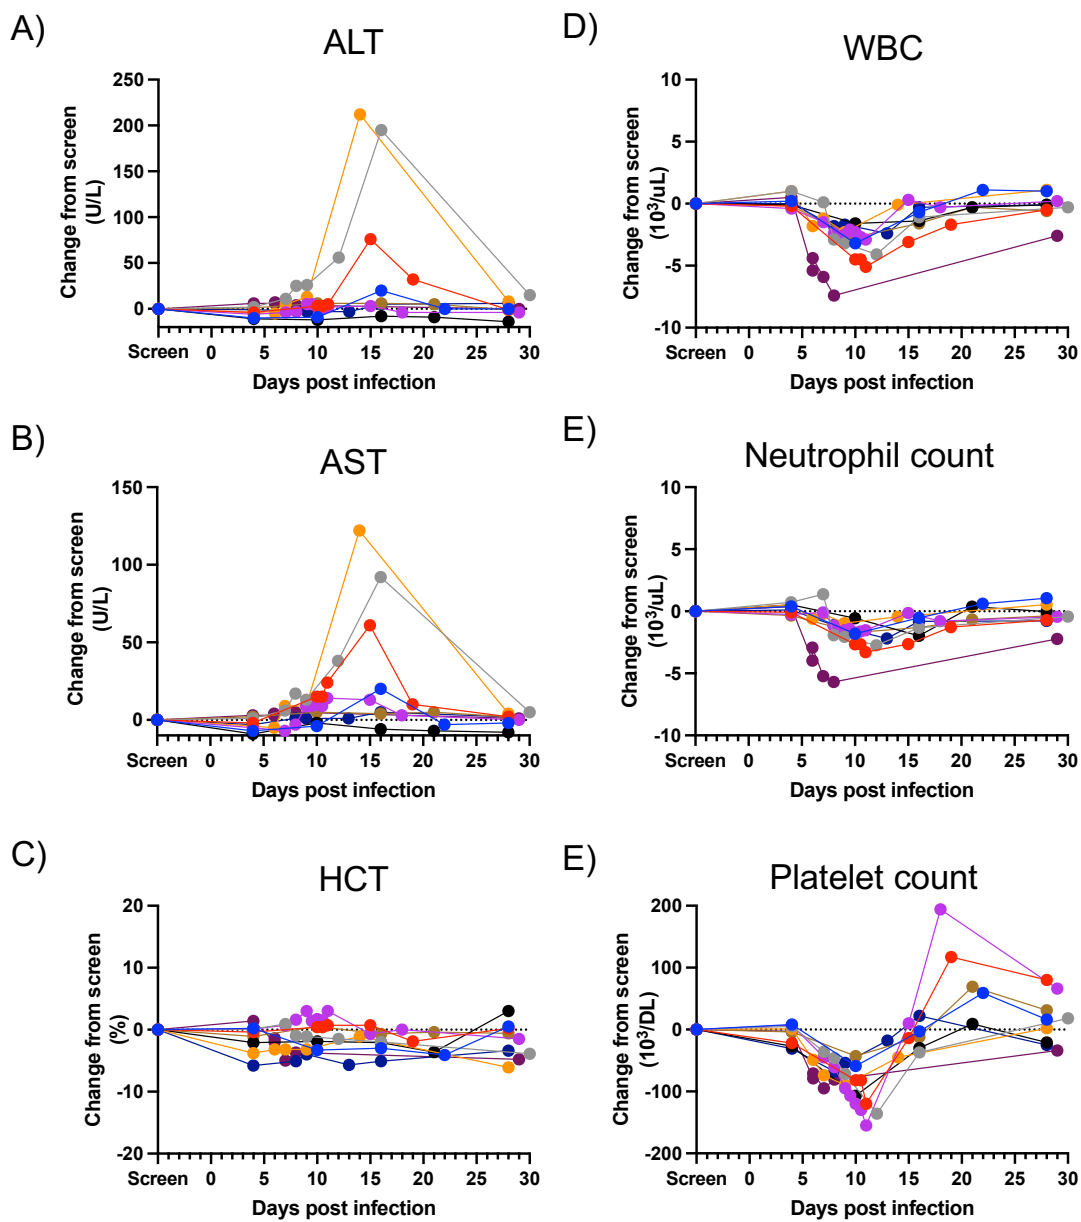 A)
ALT
Change from screen
(U/L)
250
200
150
100
50
0
Screen 0 5 10 15 20 25 30
Days post infection
B)
AST
Change from screen
(U/L)
150
100
50
0
Screen 0 5 10 15 20 25 30
Days post infection
C)
HCT
Change from screen
(%)
20
10
0
-10
-20
Screen 0 5 10 15 20 25 30
Days post infection
D)
WBC
Change from screen
(10³/uL)
10
5
0
-5
-10
Screen 0 5 10 15 20 25 30
Days post infection
E)
Neutrophil count
Change from screen
(10³/uL)
10
5
0
-5
-10
Screen 0 5 10 15 20 25 30
Days post infection
E)
Platelet count
Change from screen
(10³/DL)
200
100
0
-100
-200
Screen 0 5 10 15 20 25 30
Days post infection